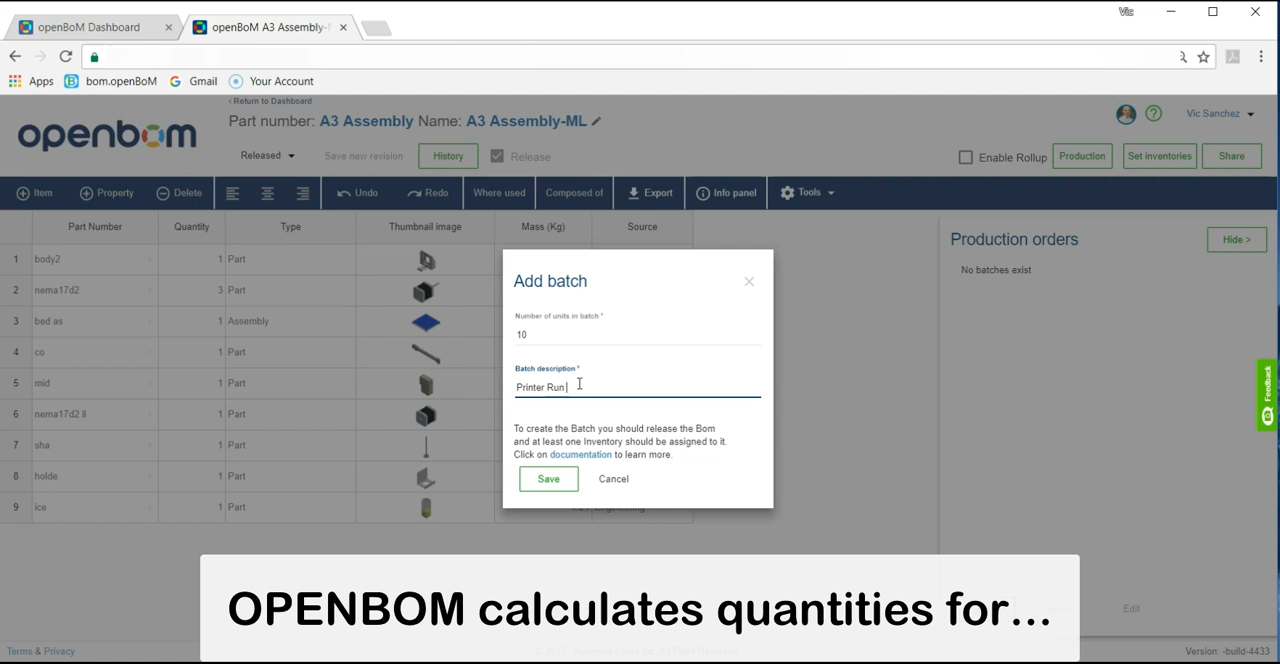 Vic
openBoM Dashboard
openBoM A3 Assembly-
Apps
bom.openBoM
Gmail
Your Account
‹ Return to Dashboard
openbom
Part number: A3 Assembly Name: A3 Assembly-ML
Vic Sanchez
Released
Save new revision
History
Release
Enable Rollup
Production
Set inventories
Share
Item
Property
Delete
Undo
Redo
Where used
Composed of
Export
Info panel
Tools
Part Number Quantity Type Thumbnail image Mass (Kg) Source
1 body2 1 Part
2 nema17d2 3 Part
3 bed as 1 Assembly
4 co 1 Part
5 mid 1 Part
6 nema17d2 li 1 Part
7 sha 1 Part
8 holde 1 Part
9 ice 1 Part
Engineering
Add batch
Number of units in batch *
10
Batch description *
Printer Run
To create the Batch you should release the Bom
and at least one Inventory should be assigned to it.
Click on documentation to learn more.
Save
Cancel
Production orders
Hide >
No batches exist
Feedback
Edit
OPENBOM calculates quantities for...
Terms & Privacy
Version: -build-4433